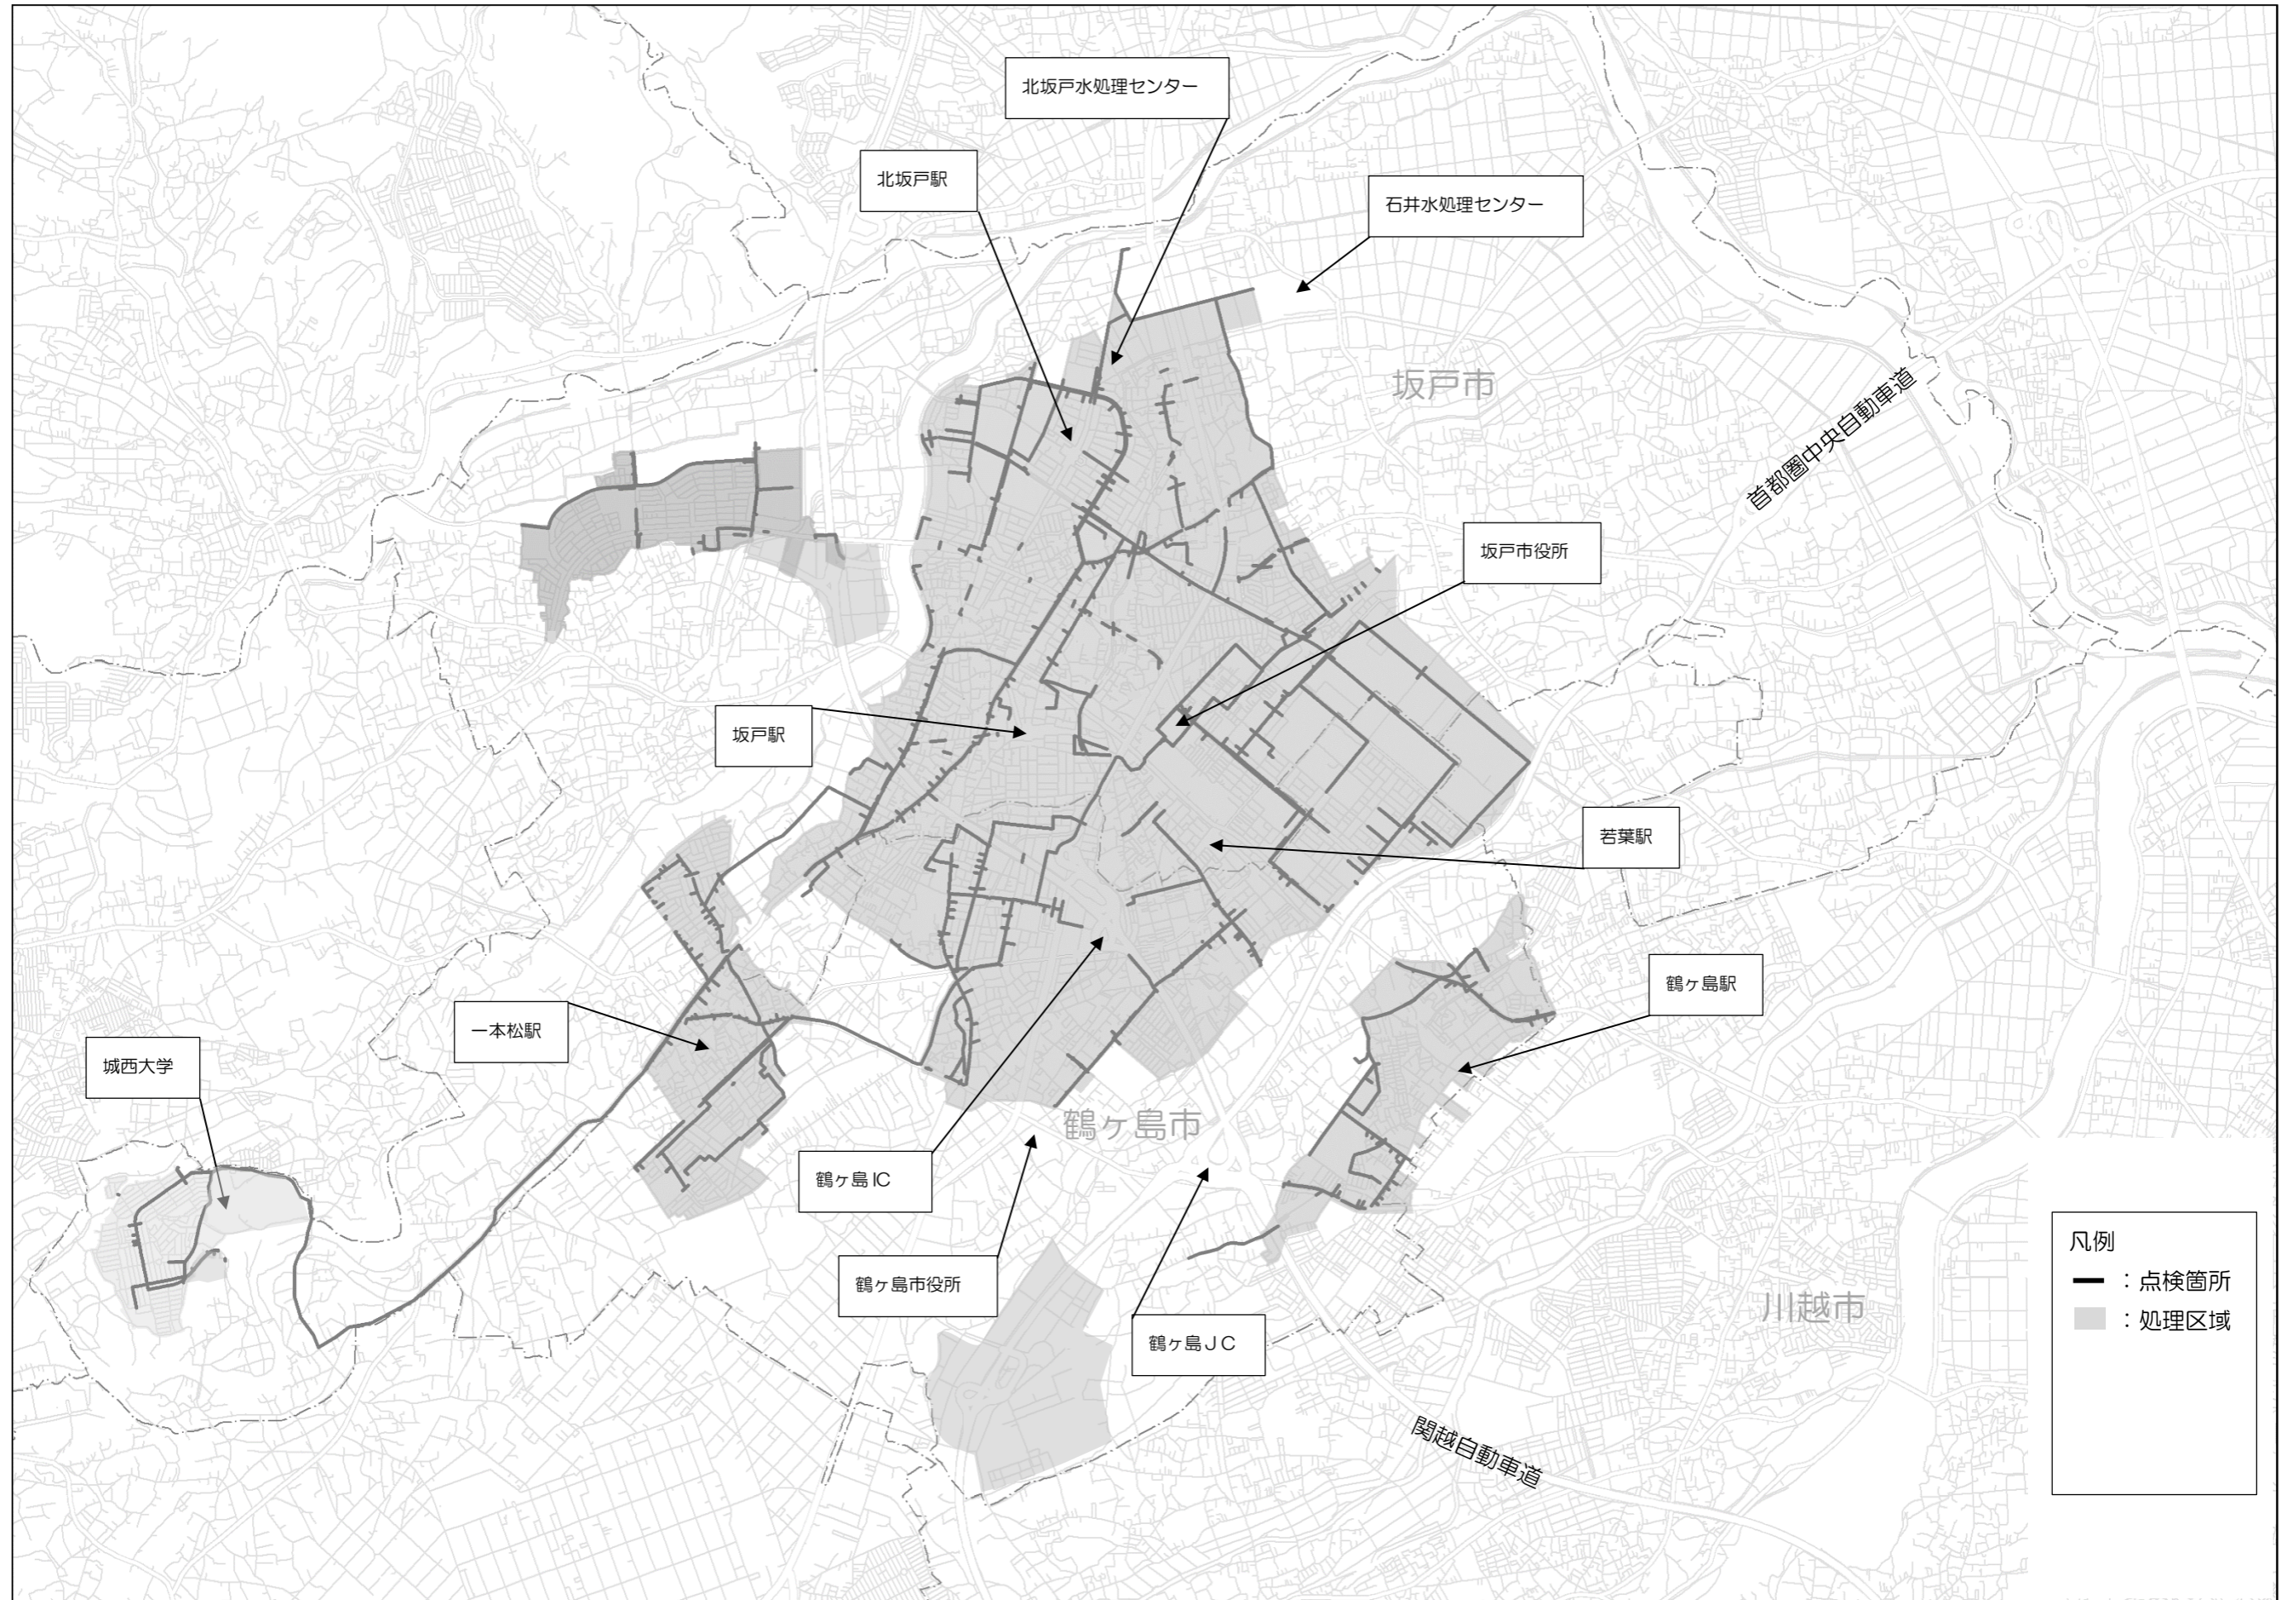 北坂戸水処理センター
北坂戸駅
石井水処理センター
坂戸市
首都圏中央自動車道
坂戸市役所
坂戸駅
若葉駅
鶴ヶ島駅
一本松駅
城西大学
鶴ヶ島市
鶴ヶ島IC
鶴ヶ島市役所
鶴ヶ島JC
川越市
関越自動車道
凡例
：点検箇所
：処理区域